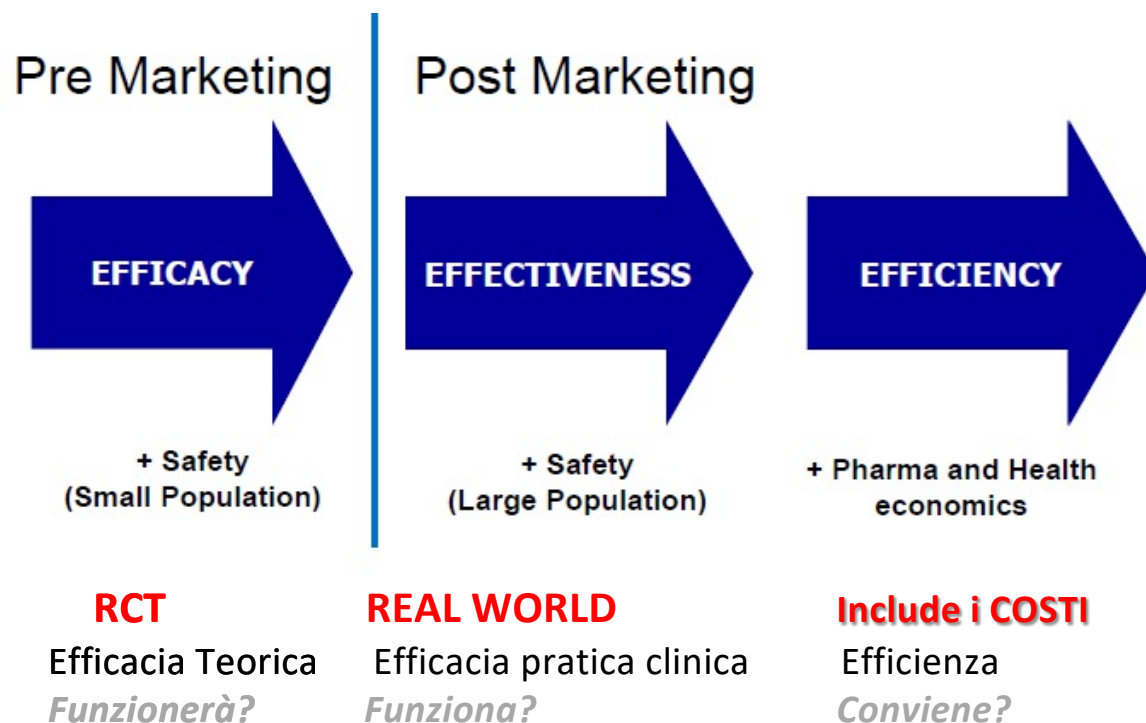 Pre Marketing
Post Marketing
EFFICACY
EFFECTIVENESS
EFFICIENCY
+ Safety
(Small Population)
+ Safety
(Large Population)
+ Pharma and Health
economics
RCT
REAL WORLD
Include i COSTI
Efficacia Teorica
Efficacia pratica clinica
Efficienza
Funzionerà?
Funziona?
Conviene?